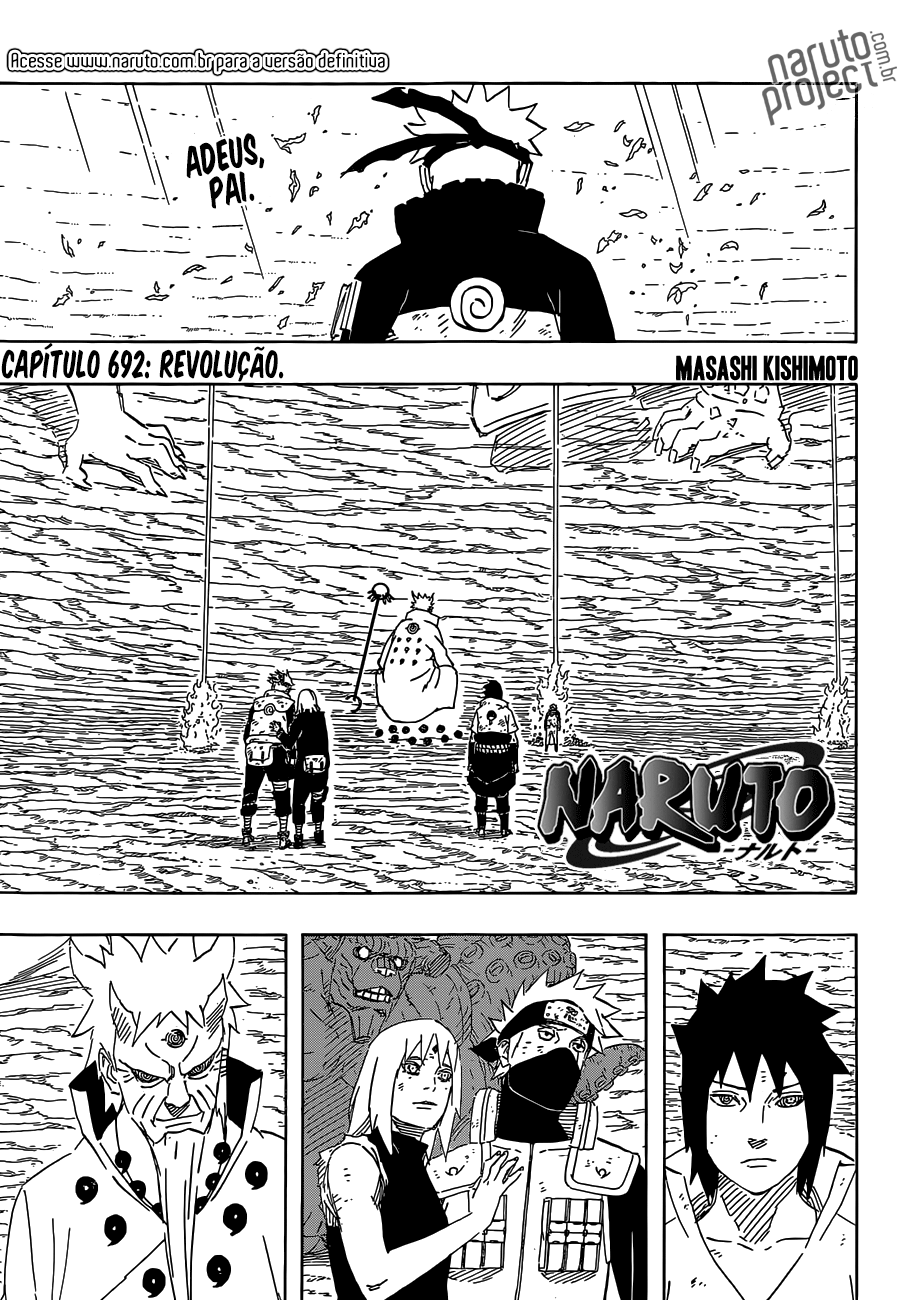 Acesse www.naruto.com.br para a versão definitiva
naruto
project
.com.br
ADEUS,
PAI.
CAPÍTULO 692: REVOLUÇÃO.
MASASHI KISHIMOTO
NARUTO
-ナルト-
忍